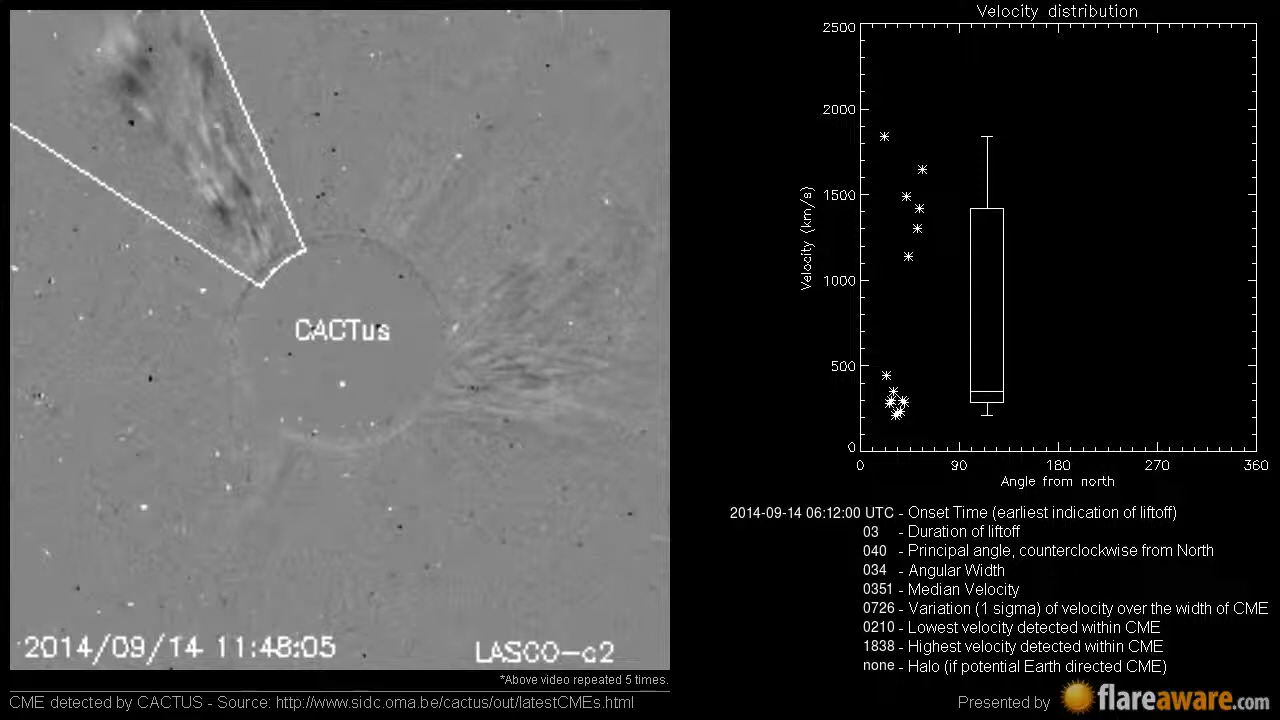 Velocity distribution
2500
2000
1500
1000
500
0
Velocity (km/s)
0 90 180 270 360
Angle from north
CACTus
2014/09/14 11:48:05
LASCO-c2
*Above video repeated 5 times.
CME detected by CACTUS - Source: http://www.sidc.oma.be/cactus/out/latestCMEs.html
2014-09-14 06:12:00 UTC - Onset Time (earliest indication of liftoff)
03 - Duration of liftoff
040 - Principal angle, counterclockwise from North
034 - Angular Width
0351 - Median Velocity
0726 - Variation (1 sigma) of velocity over the width of CME
0210 - Lowest velocity detected within CME
1838 - Highest velocity detected within CME
none - Halo (if potential Earth directed CME)
Presented by flareaware.com